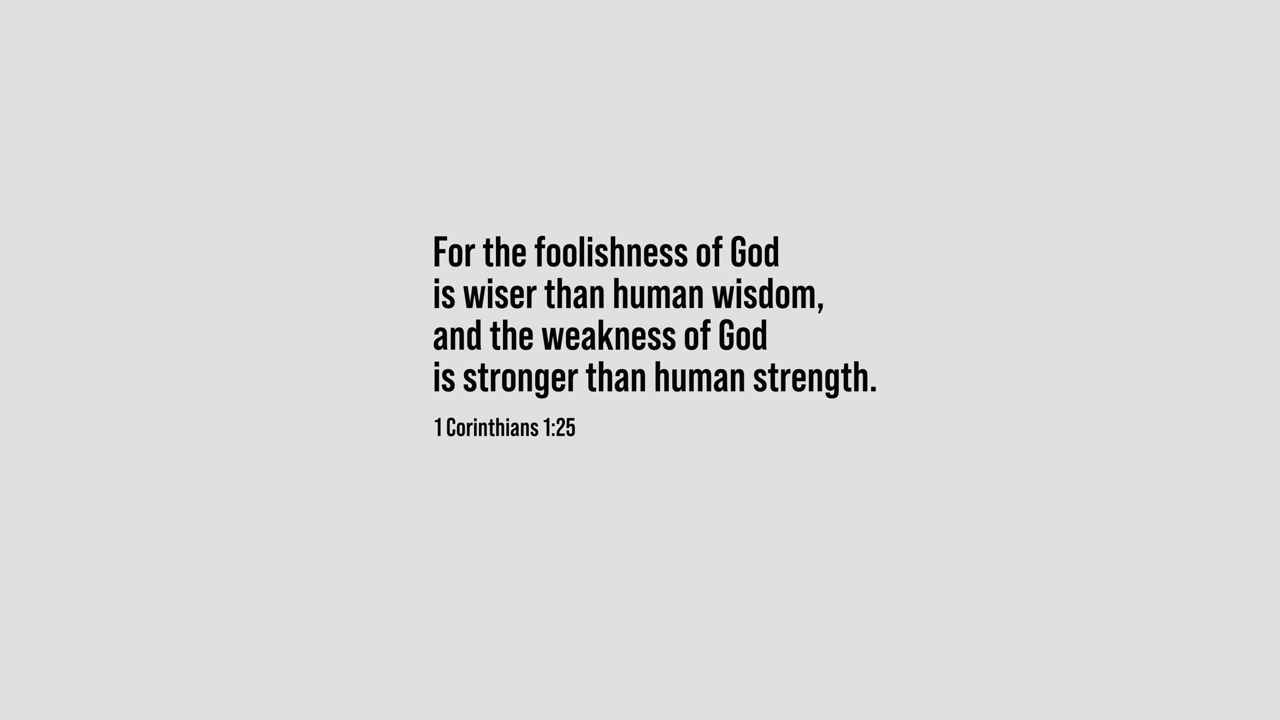 For the foolishness of God
is wiser than human wisdom,
and the weakness of God
is stronger than human strength.
1 Corinthians 1:25